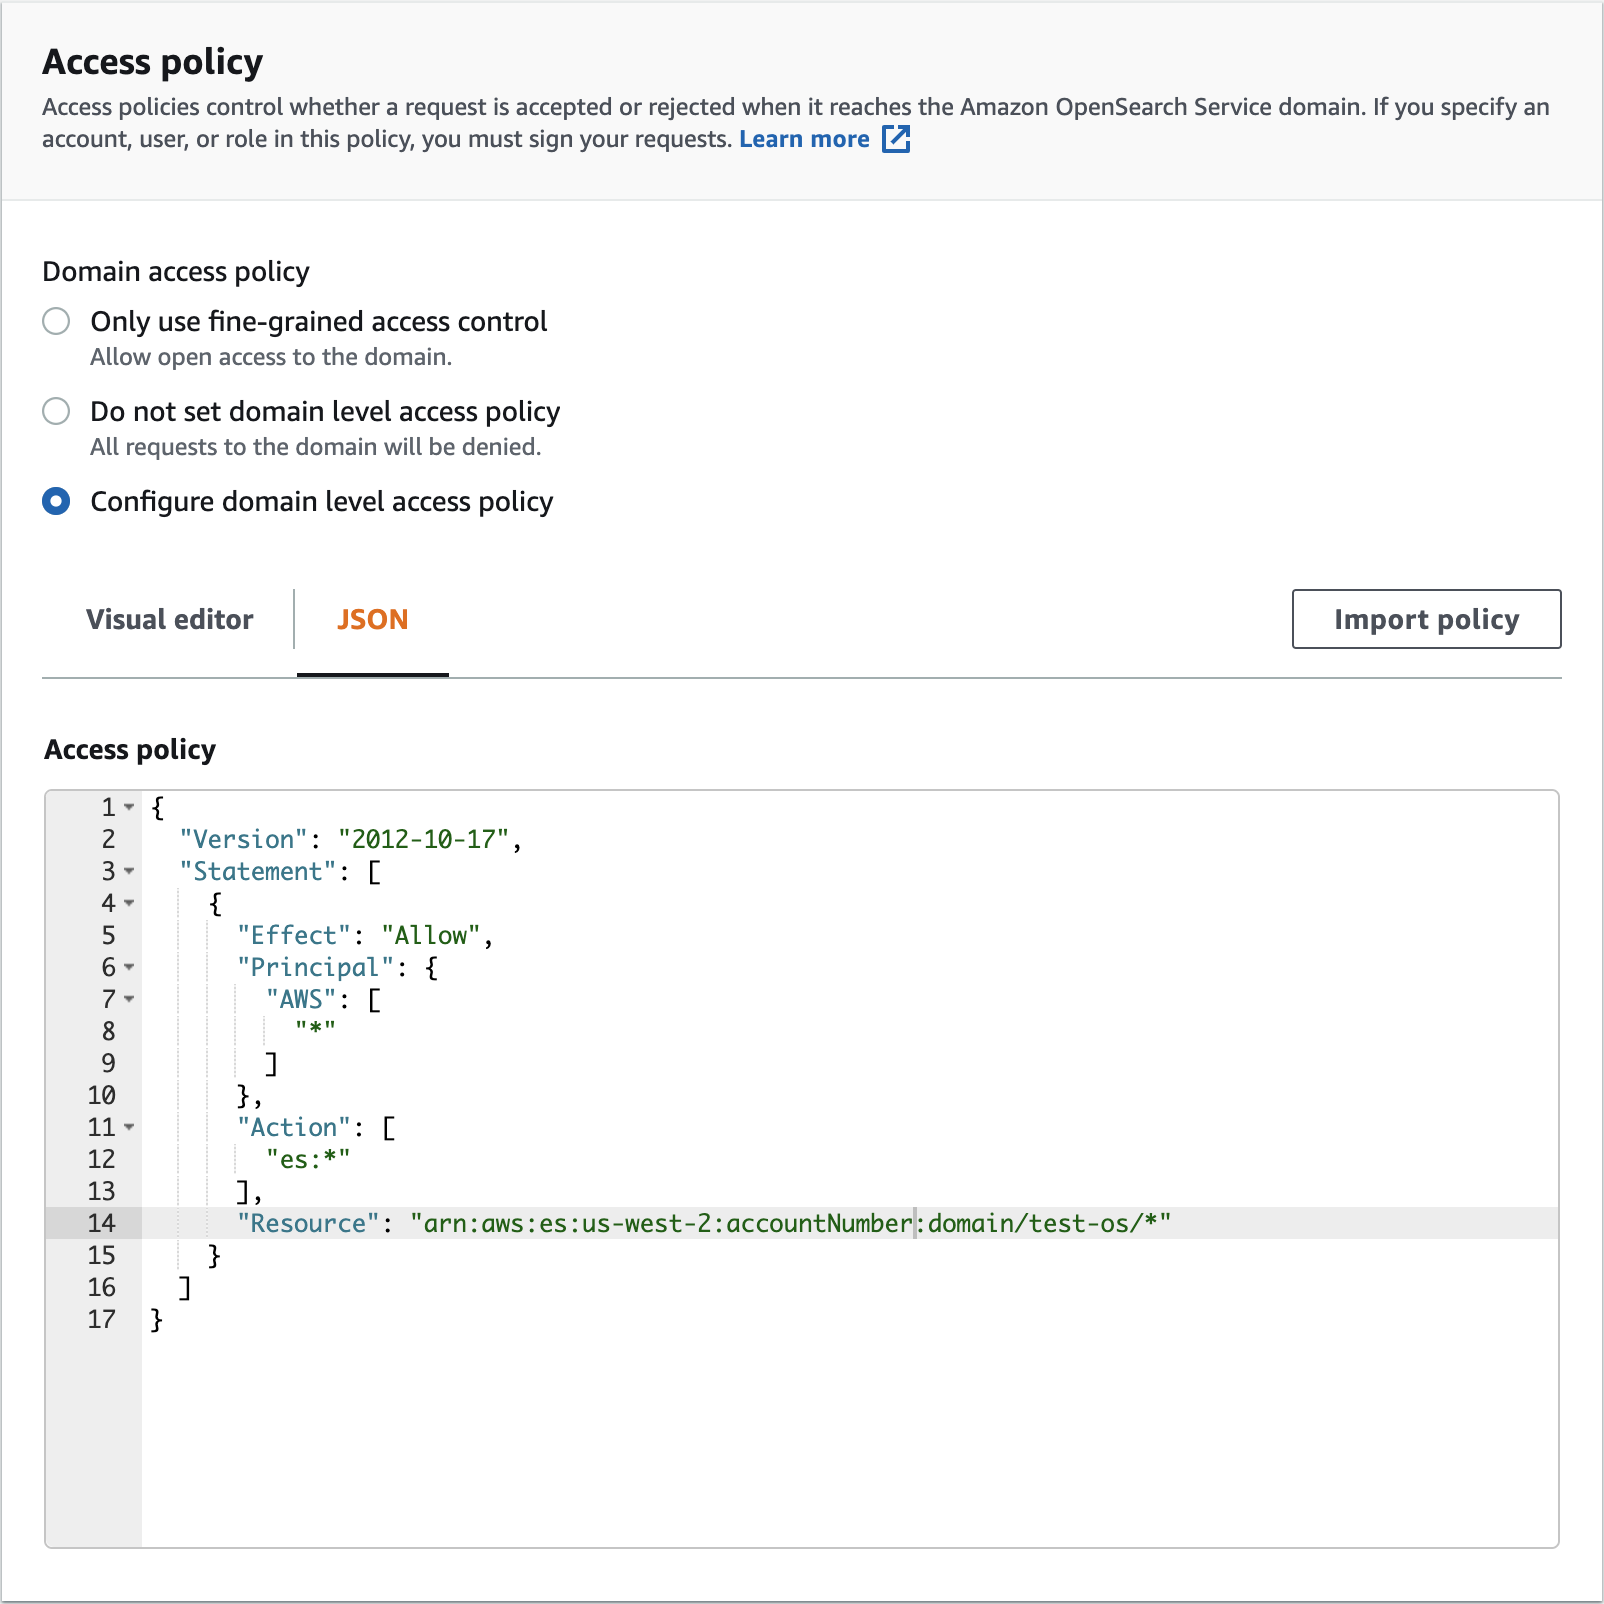 Access policy
Access policies control whether a request is accepted or rejected when it reaches the Amazon OpenSearch Service domain. If you specify an
account, user, or role in this policy, you must sign your requests. Learn more
Domain access policy
Only use fine-grained access control
Allow open access to the domain.
Do not set domain level access policy
All requests to the domain will be denied.
Configure domain level access policy
Visual editor JSON Import policy
Access policy
1 {
2 "Version": "2012-10-17",
3 "Statement": [
4 {
5 "Effect": "Allow",
6 "Principal": {
7 "AWS": [
8 "*"
9 ]
10 },
11 "Action": [
12 "es:*"
13 ],
14 "Resource": "arn:aws:es:us-west-2:accountNumber:domain/test-os/*"
15 }
16 ]
17 }